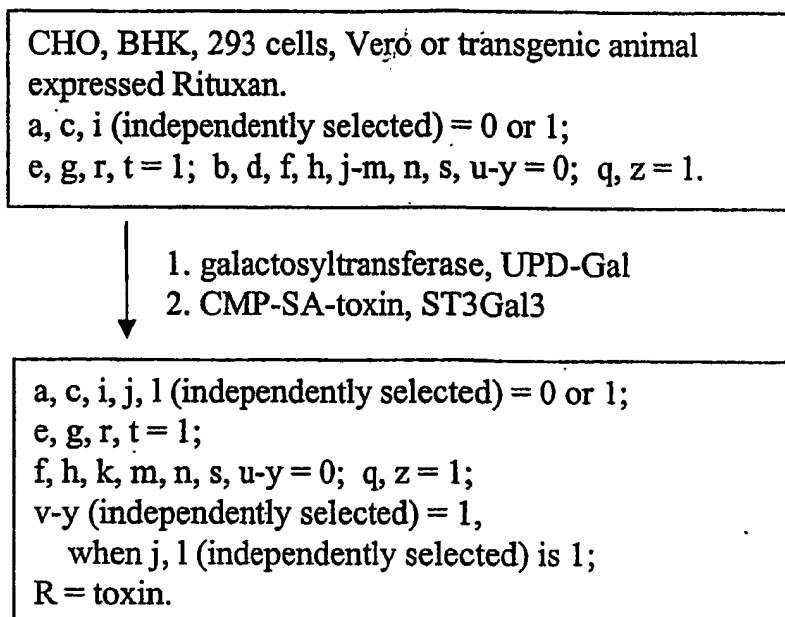 CHO, BHK, 293 cells, Vero or transgenic animal
expressed Rituxan.
a, c, i (independently selected) = 0 or 1;
e, g, r, t = 1; b, d, f, h, j-m, n, s, u-y = 0; q, z = 1.
1. galactosyltransferase, UPD-Gal
2. CMP-SA-toxin, ST3Gal3
a, c, i, j, l (independently selected) = 0 or 1;
e, g, r, t = 1;
f, h, k, m, n, s, u-y = 0; q, z = 1;
v-y (independently selected) = 1,
when j, l (independently selected) is 1;
R = toxin.